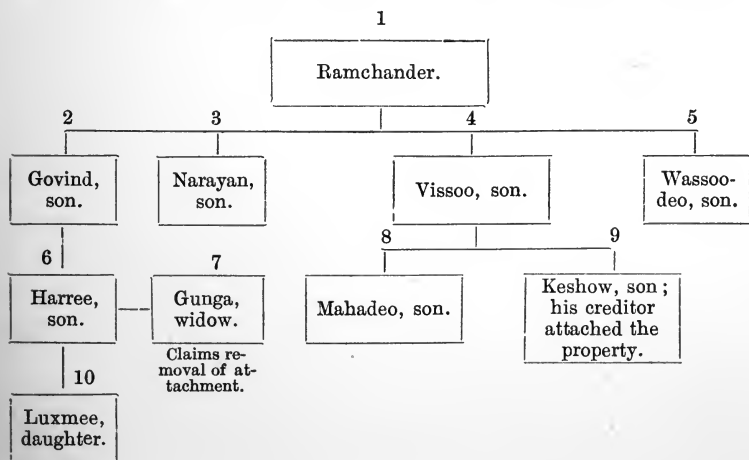 1
Ramchander.
2 3 4 5
Govind,
son.
Narayan,
son.
Vissoo, son.
Wassoo-
deo, son.
6 7 8 9
Harree,
son.
Gunga,
widow.
Claims re-
moval of at-
tachment.
Mahadeo, son.
Keshow, son;
his creditor
attached the
property.
10
Luxmee,
daughter.